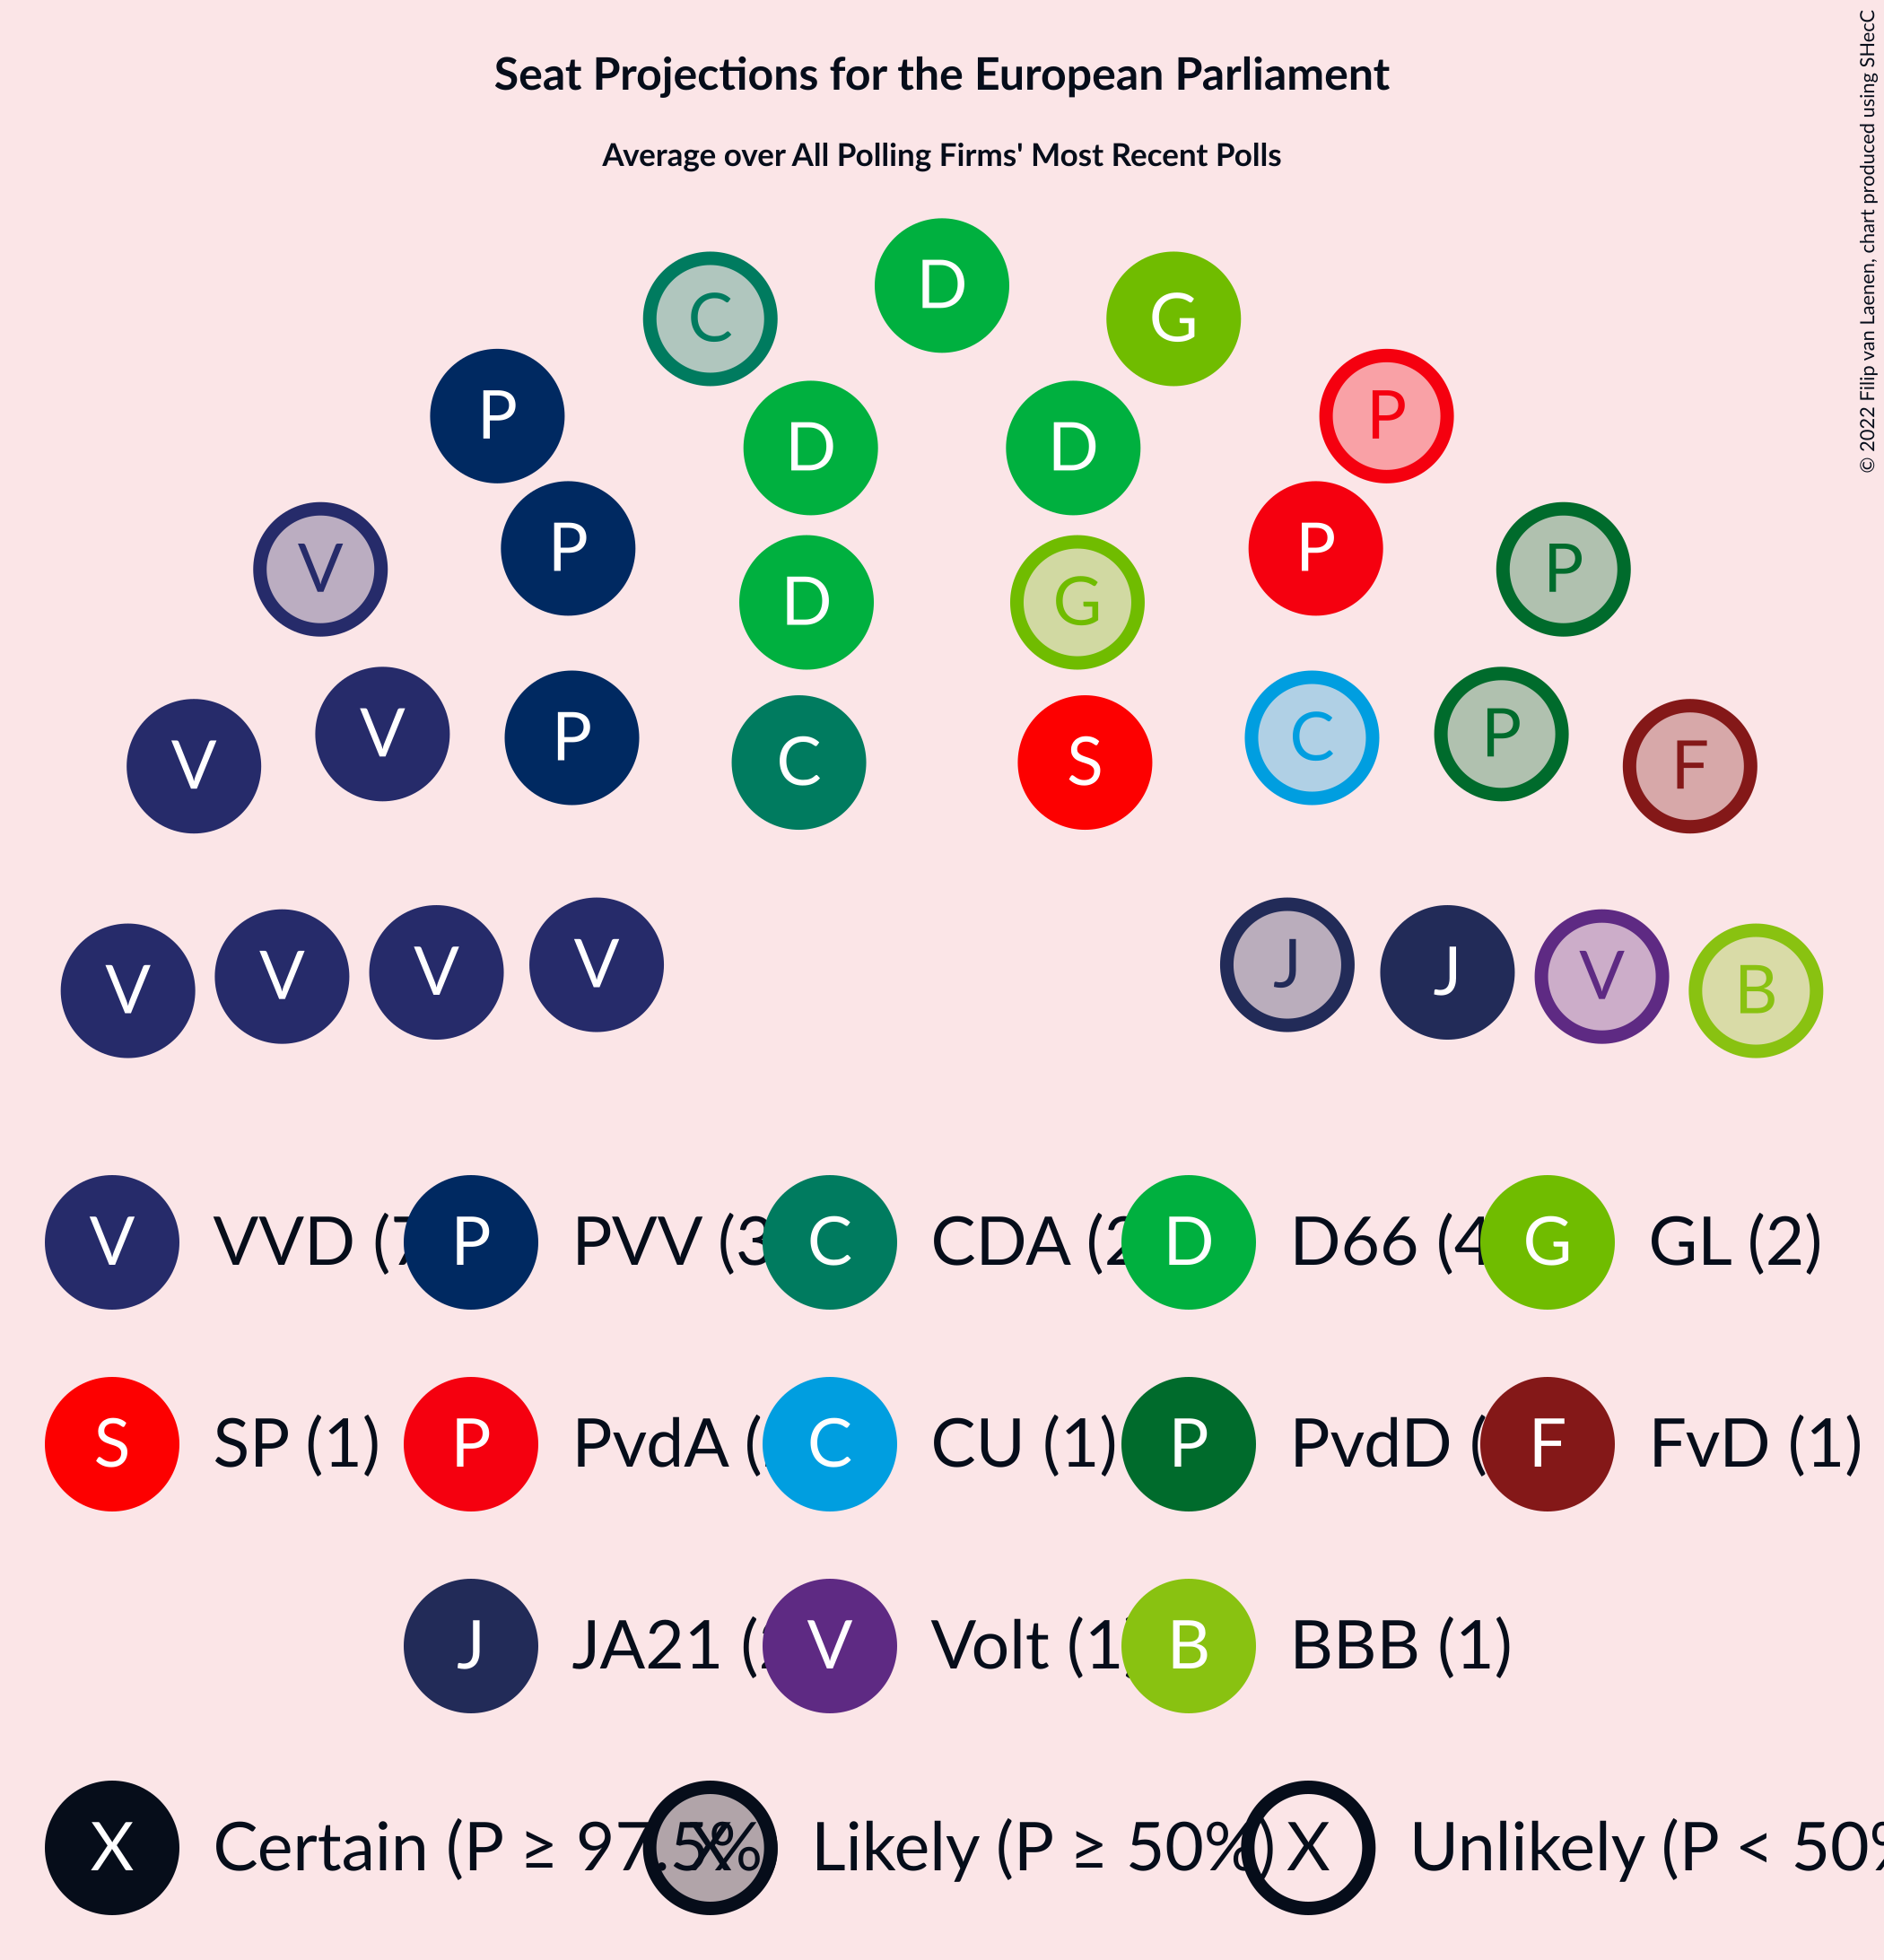 Seat Projections for the European Parliament
Average over All Polling Firms' Most Recent Polls
© 2022 Filip van Laenen, chart produced using SHecC
D
C G
P P
D D
V P P P
D G
V V P C S C P F
V V V V J J V B
V VVD (7 P PVV (3 C CDA (2 D D66 (4 G GL (2)
S SP (1) P PvdA ( C CU (1) P PvdD ( F FvD (1)
J JA21 ( V Volt (1) B BBB (1)
X Certain (P ≥ 97.5% X Likely (P ≥ 50%) X Unlikely (P < 50%